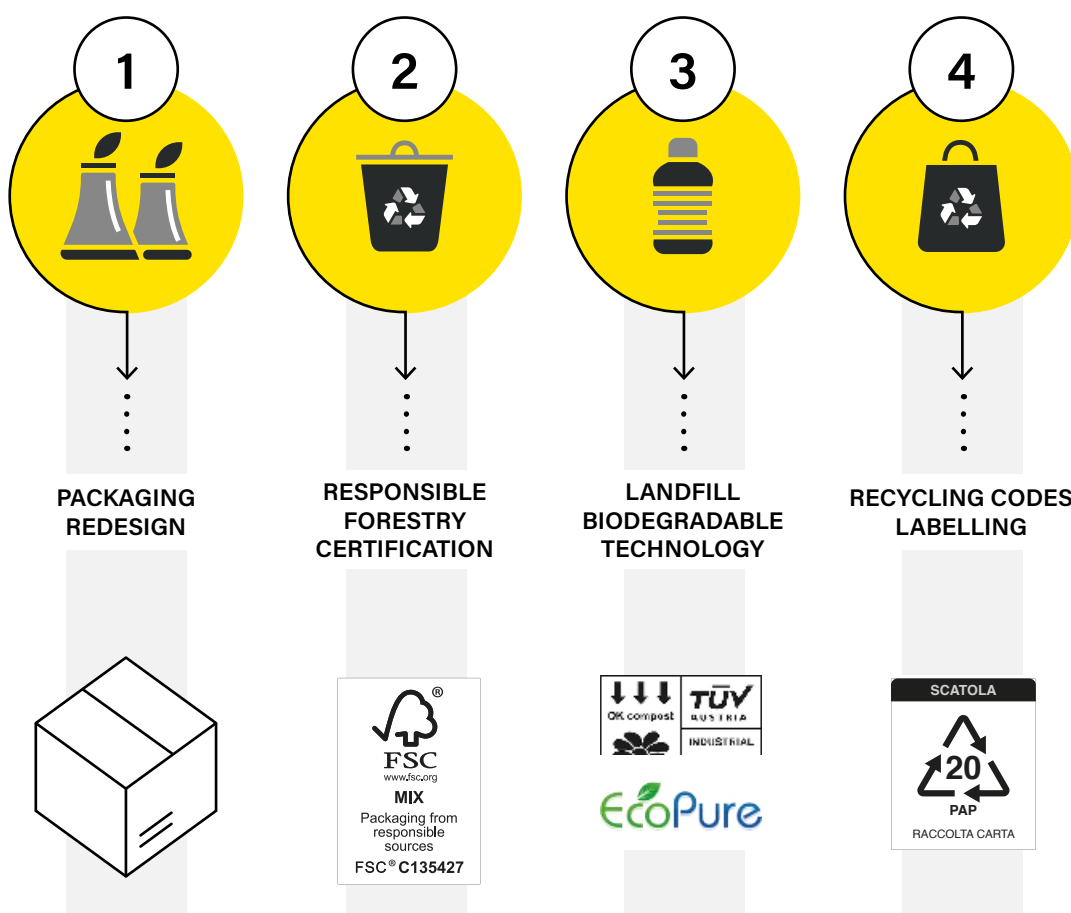 1
2
3
4
PACKAGING
REDESIGN
RESPONSIBLE
FORESTRY
CERTIFICATION
LANDFILL
BIODEGRADABLE
TECHNOLOGY
RECYCLING CODES
LABELLING
®
FSC
www.fsc.org
MIX
Packaging from
responsible
sources
FSC® C135427
OK compost
TÜV
AUSTRIA
INDUSTRIAL
EcoPure
SCATOLA
20
PAP
RACCOLTA CARTA